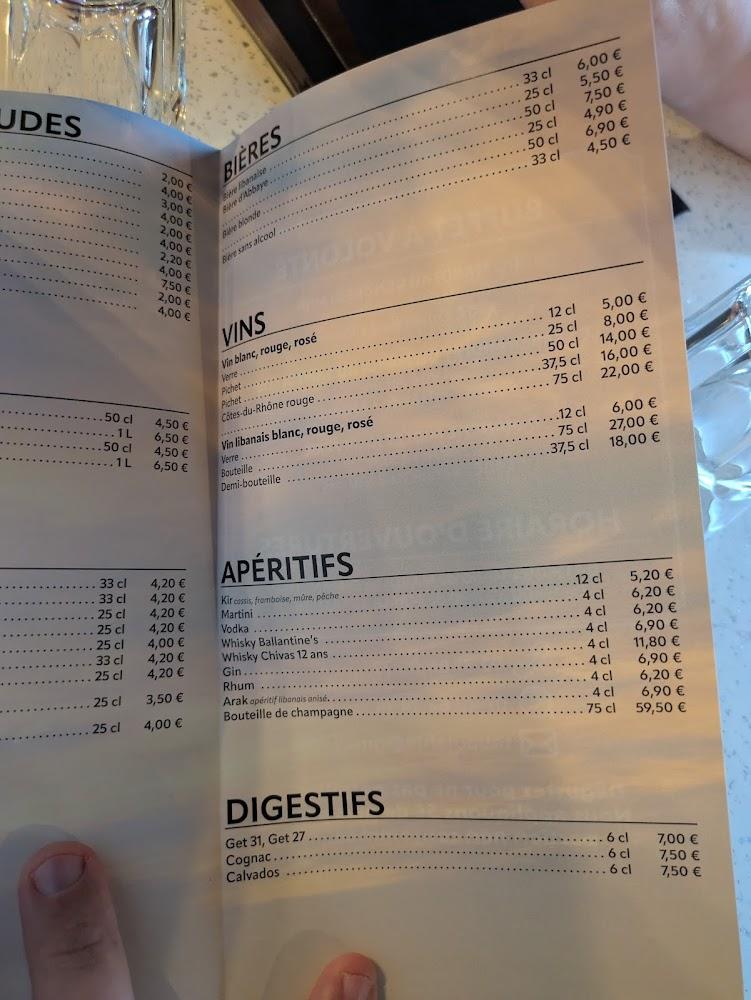 UDES
2,00 €
4,00 €
3,00 €
4,00 €
2,00 €
4,00 €
2,20 €
4,00 €
7,50 €
2,00 €
4,00 €
50 cl 4,50 €
1 L 6,50 €
50 cl 4,50 €
1 L 6,50 €
33 cl 4,20 €
33 cl 4,20 €
25 cl 4,20 €
25 cl 4,20 €
25 cl 4,00 €
33 cl 4,20 €
25 cl 4,20 €
25 cl 3,50 €
25 cl 4,00 €
BIÈRES
Bière libanaise 33 cl 6,00 €
Bière d'Abbaye 25 cl 5,50 €
50 cl 7,50 €
Bière blonde 25 cl 4,90 €
50 cl 6,90 €
Bière sans alcool 33 cl 4,50 €
VINS
Vin blanc, rouge, rosé
Verre 12 cl 5,00 €
Pichet 25 cl 8,00 €
Pichet 50 cl 14,00 €
Côtes-du-Rhône rouge 37,5 cl 16,00 €
75 cl 22,00 €
Vin libanais blanc, rouge, rosé
Verre 12 cl 6,00 €
Bouteille 75 cl 27,00 €
Demi-bouteille 37,5 cl 18,00 €
APÉRITIFS
Kir cassis, framboise, mûre, pêche 12 cl 5,20 €
Martini 4 cl 6,20 €
Vodka 4 cl 6,20 €
Whisky Ballantine's 4 cl 6,90 €
Whisky Chivas 12 ans 4 cl 11,80 €
Gin 4 cl 6,90 €
Rhum 4 cl 6,20 €
Arak apéritif libanais anisé 4 cl 6,90 €
Bouteille de champagne 75 cl 59,50 €
DIGESTIFS
Get 31, Get 27 6 cl 7,00 €
Cognac 6 cl 7,50 €
Calvados 6 cl 7,50 €